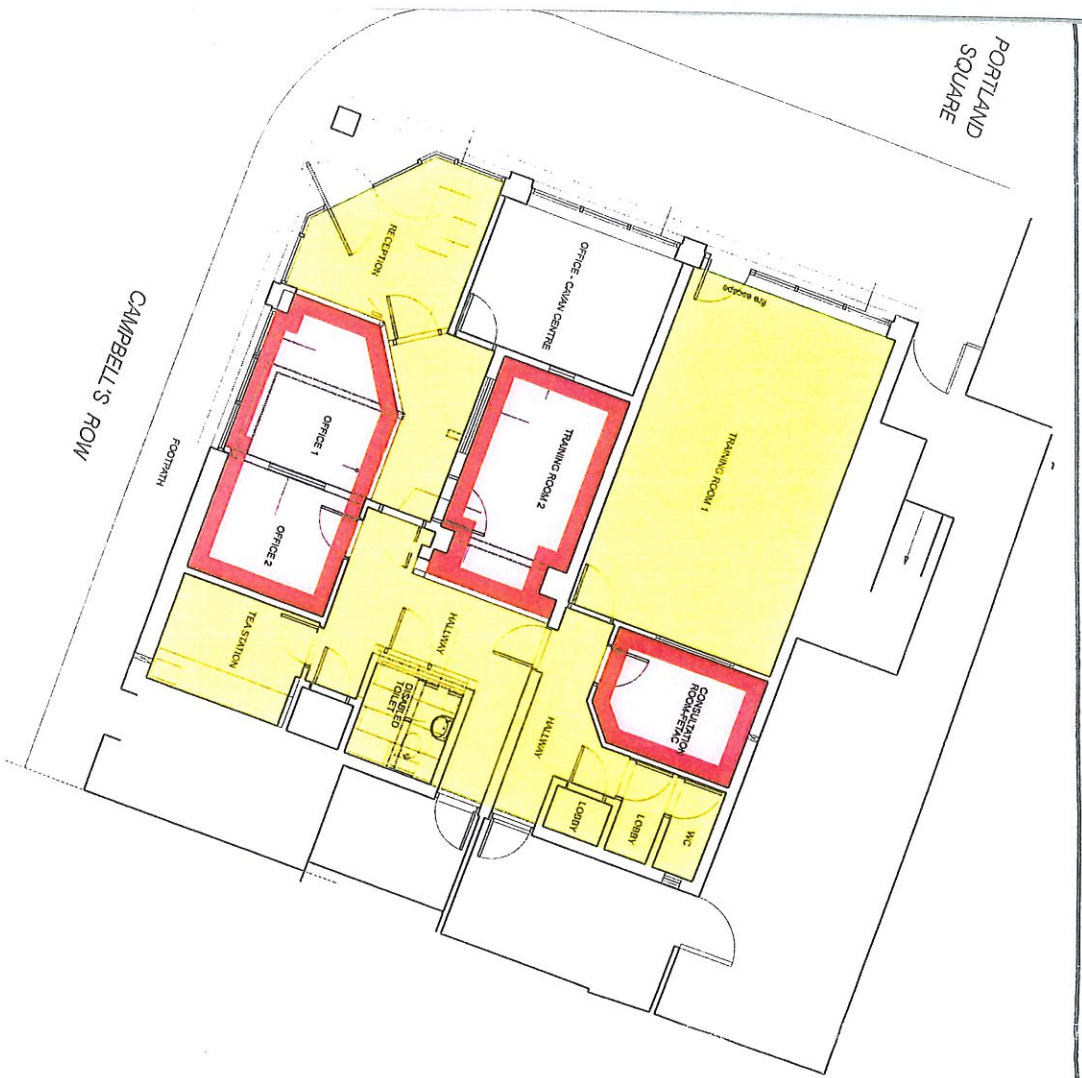 PORTLAND
SQUARE
RECEPTION
OFFICE - CAVAN CENTRE
fire escape
TRAINING ROOM 1
CAMPBELL'S ROW
FOOTPATH
OFFICE 1
TRAINING ROOM 2
OFFICE 2
TEA STATION
HALLWAY
DISABLED
TOILET
HALLWAY
CONSULTATION
ROOM-FETAC
LOBBY
LOBBY
WC